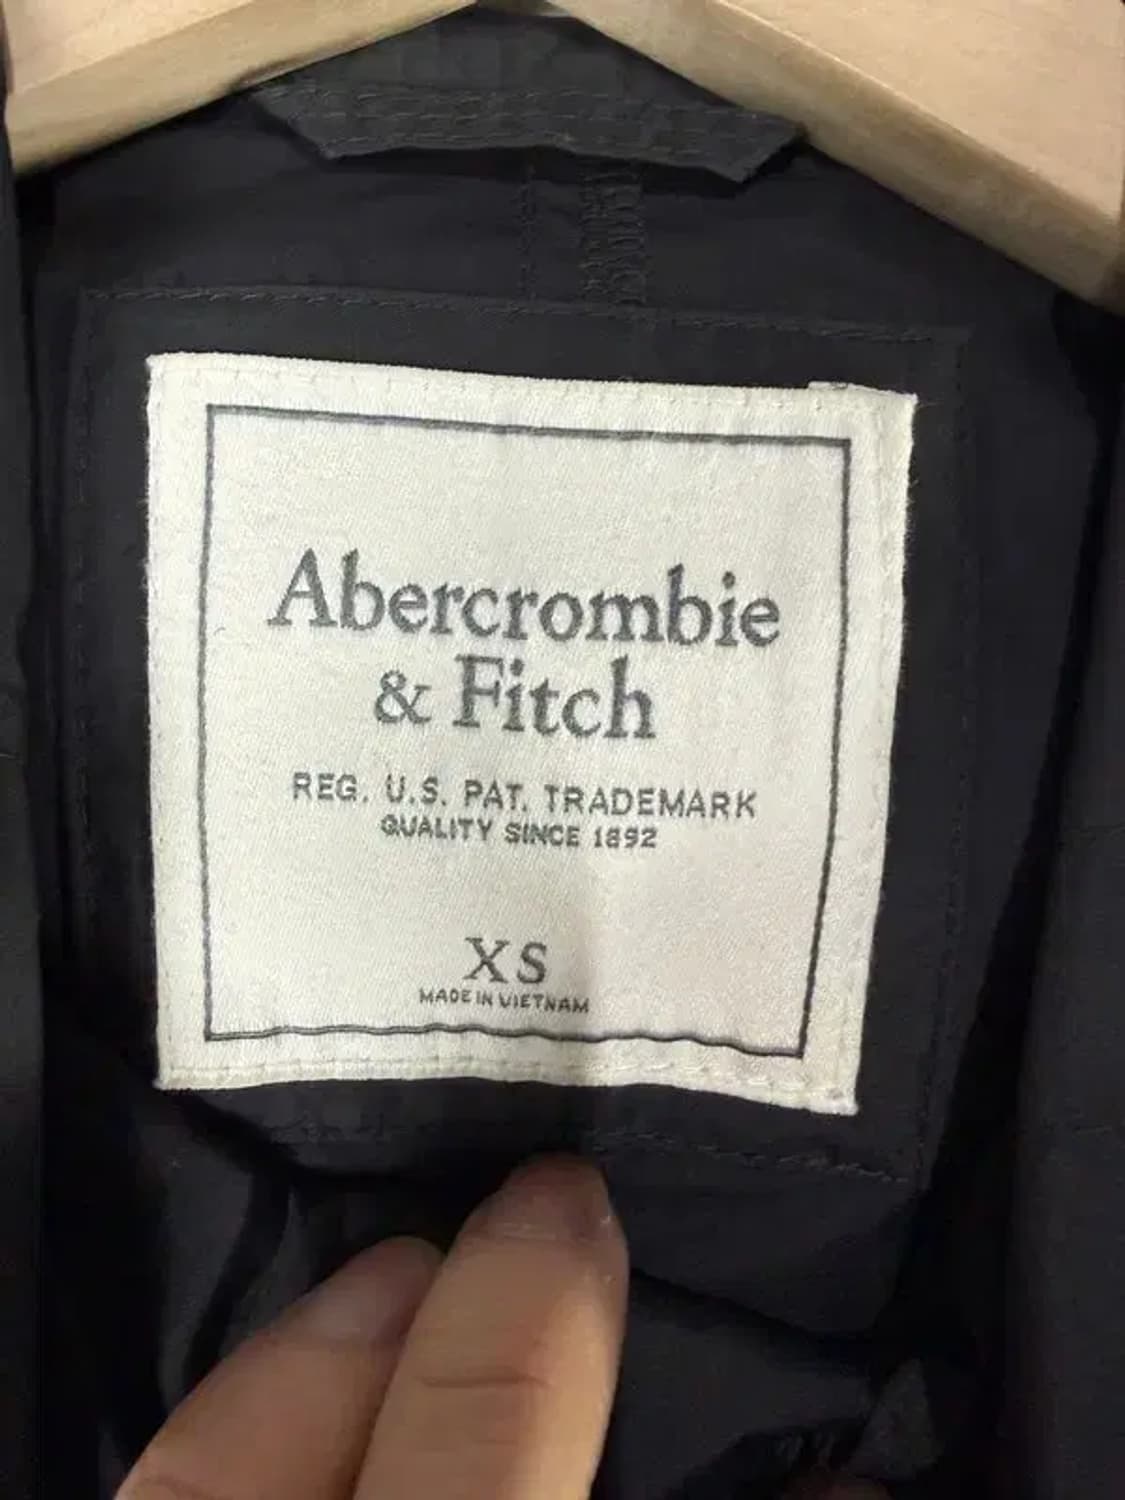 Abercrombie
& Fitch
REG. U.S. PAT. TRADEMARK
QUALITY SINCE 1892
XS
MADE IN VIETNAM